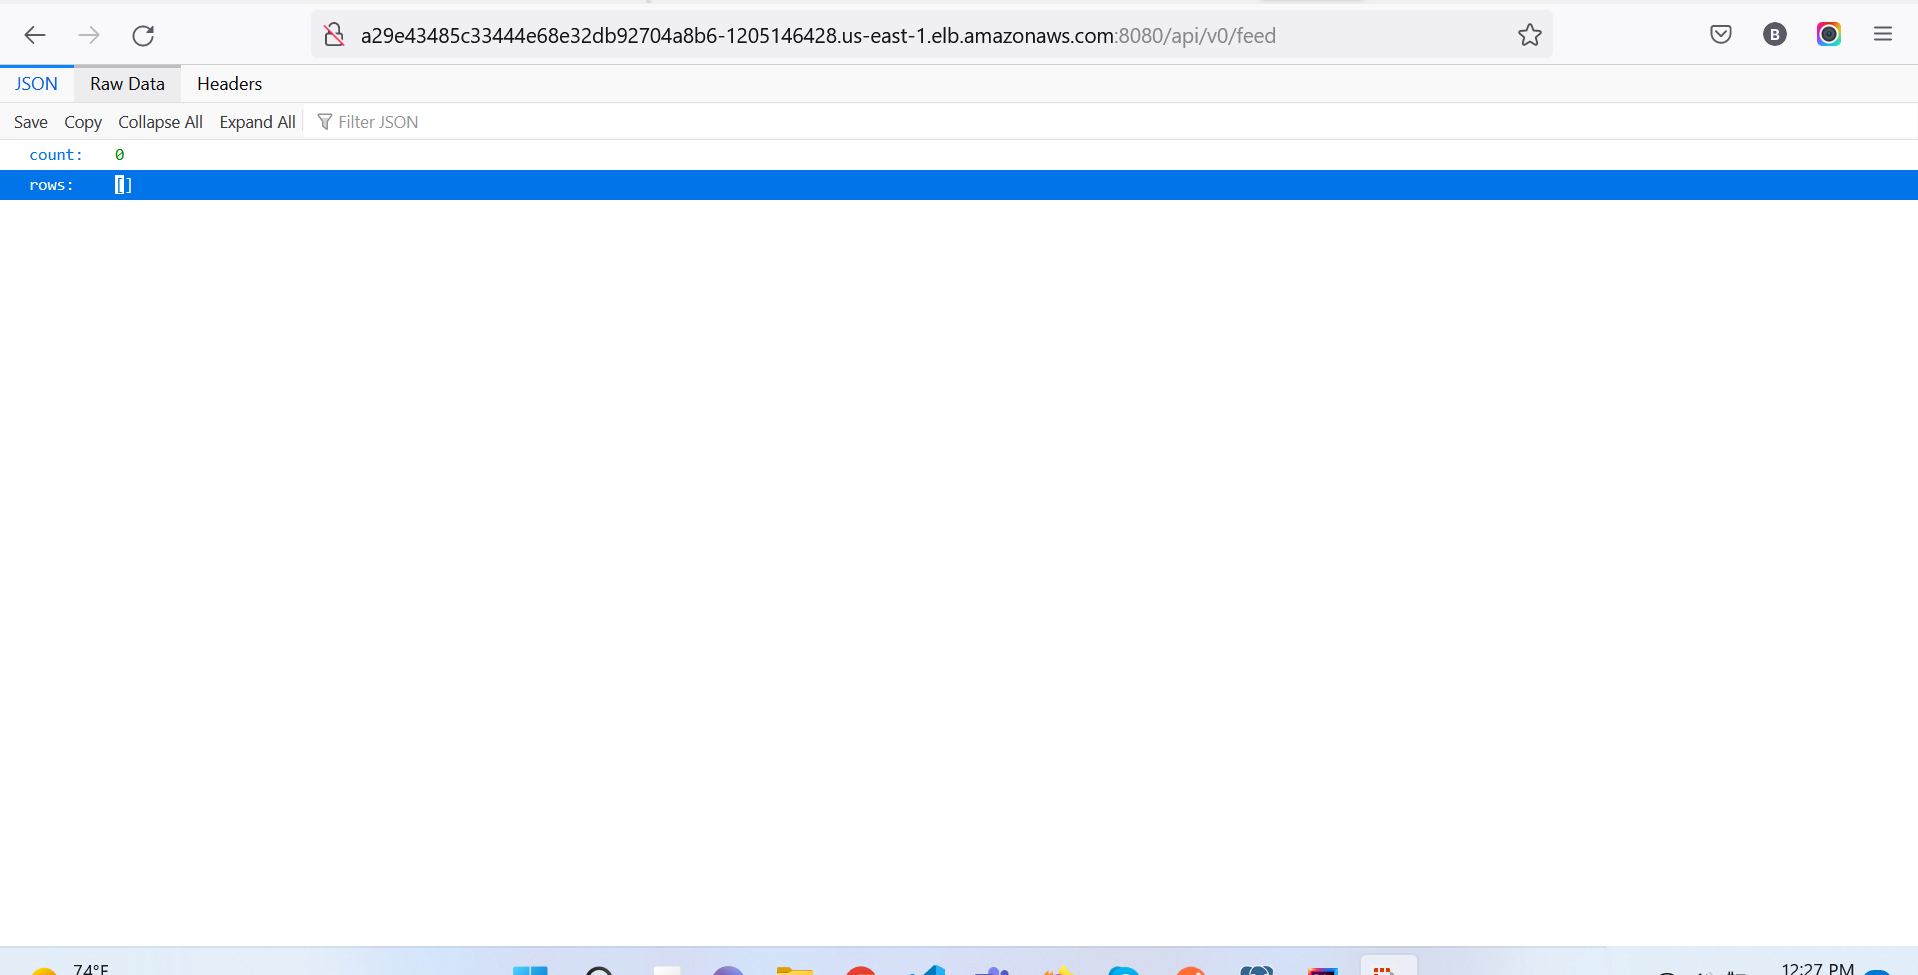 a29e43485c33444e68e32db92704a8b6-1205146428.us-east-1.elb.amazonaws.com:8080/api/v0/feed
B
JSON Raw Data Headers
Save Copy Collapse All Expand All Filter JSON
count: 0
rows: []
74°F
12:27 PM